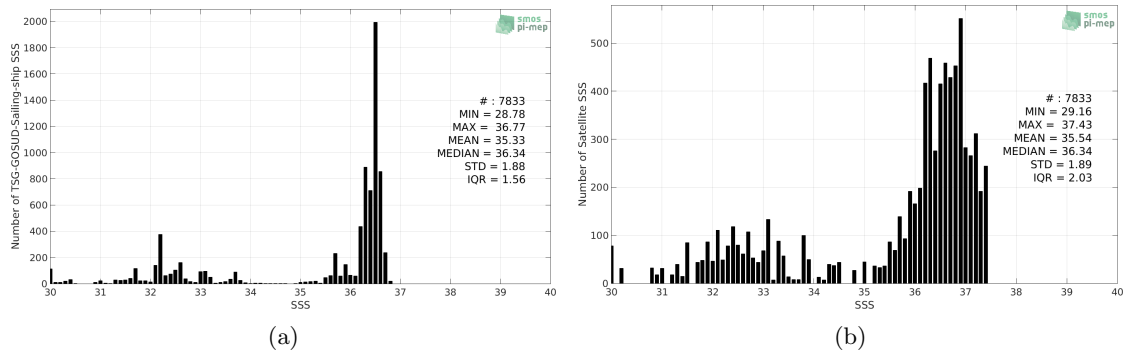 2000
1800
1600
1400
1200
1000
800
600
400
200
0
Number of TSG-GOSUD-Sailing-ship SSS
smos
pi-mep
# : 7833
MIN = 28.78
MAX = 36.77
MEAN = 35.33
MEDIAN = 36.34
STD = 1.88
IQR = 1.56
30 31 32 33 34 35 36 37 38 39 40
SSS
(a)
500
400
300
200
100
0
Number of Satellite SSS
smos
pi-mep
# : 7833
MIN = 29.16
MAX = 37.43
MEAN = 35.54
MEDIAN = 36.34
STD = 1.89
IQR = 2.03
30 31 32 33 34 35 36 37 38 39 40
SSS
(b)